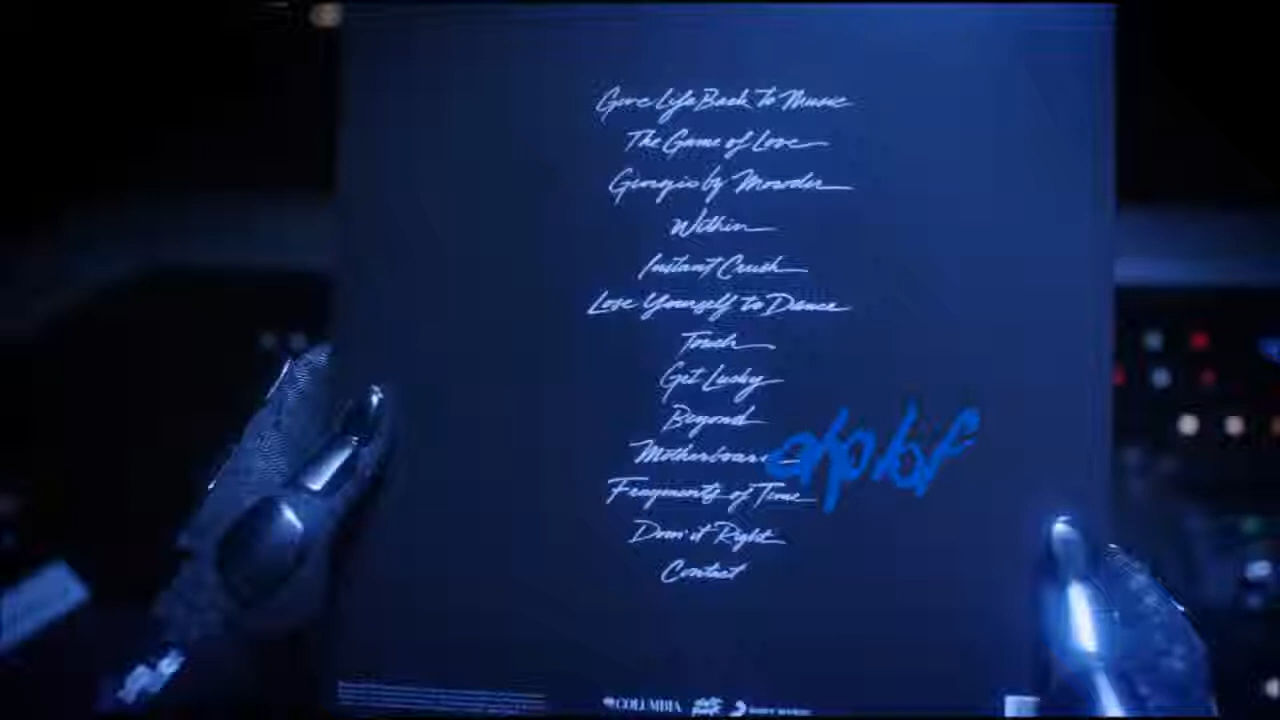 Give Life Back to Music
The Game of Love
Giorgio by Moroder
Within
Instant Crush
Lose Yourself to Dance
Touch
Get Lucky
Beyond
Motherboard
Fragments of Time
Doin' it Right
Contact
COLUMBIA